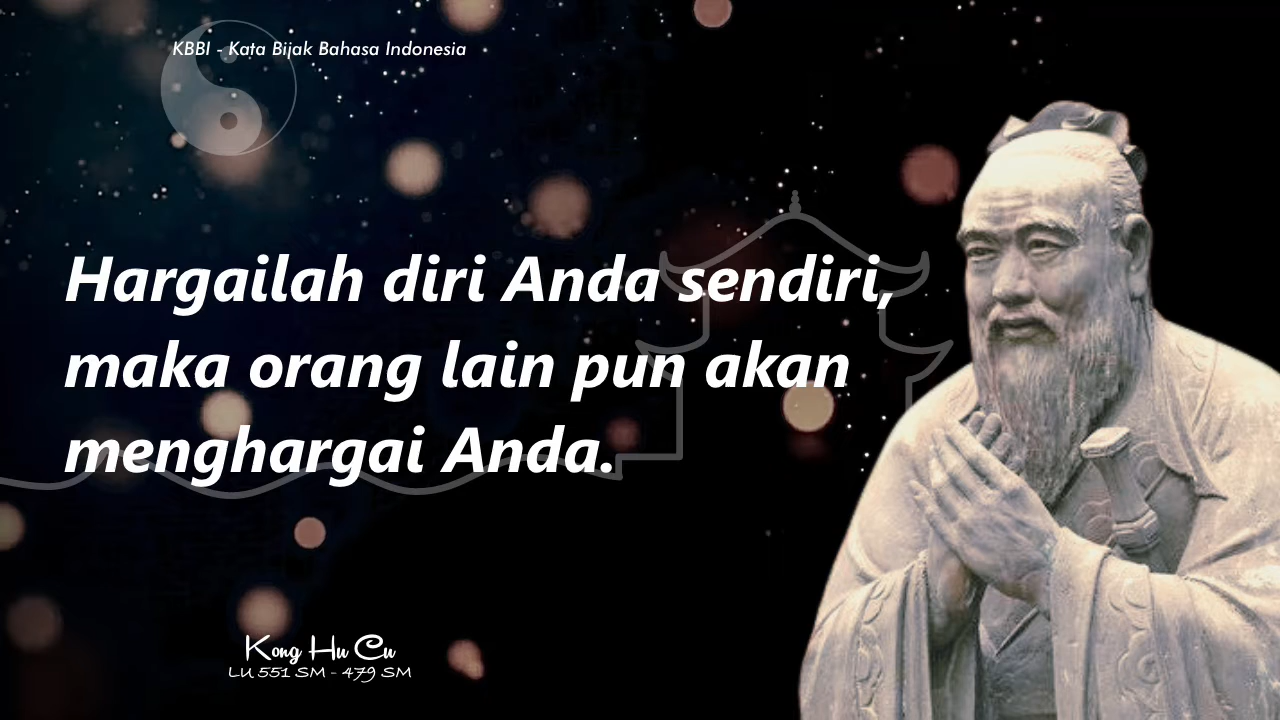 KBBI - Kata Bijak Bahasa Indonesia
Hargailah diri Anda sendiri,
maka orang lain pun akan
menghargai Anda.
Kong Hu Cu
LU 551 SM - 479 SM